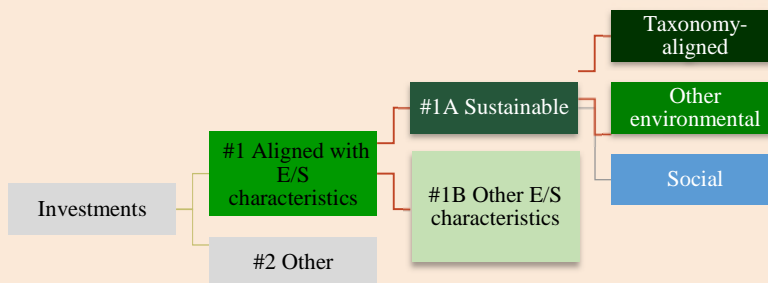 Taxonomy-
aligned
#1A Sustainable
Other
environmental
#1 Aligned with
E/S
characteristics
Social
#1B Other E/S
characteristics
Investments
#2 Other